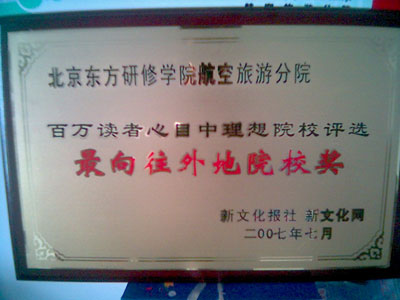 北京东方研修学院航空旅游分院
百万读者心目中理想院校评选
最向往外地院校奖
新文化报社 新文化网
二00七年七月